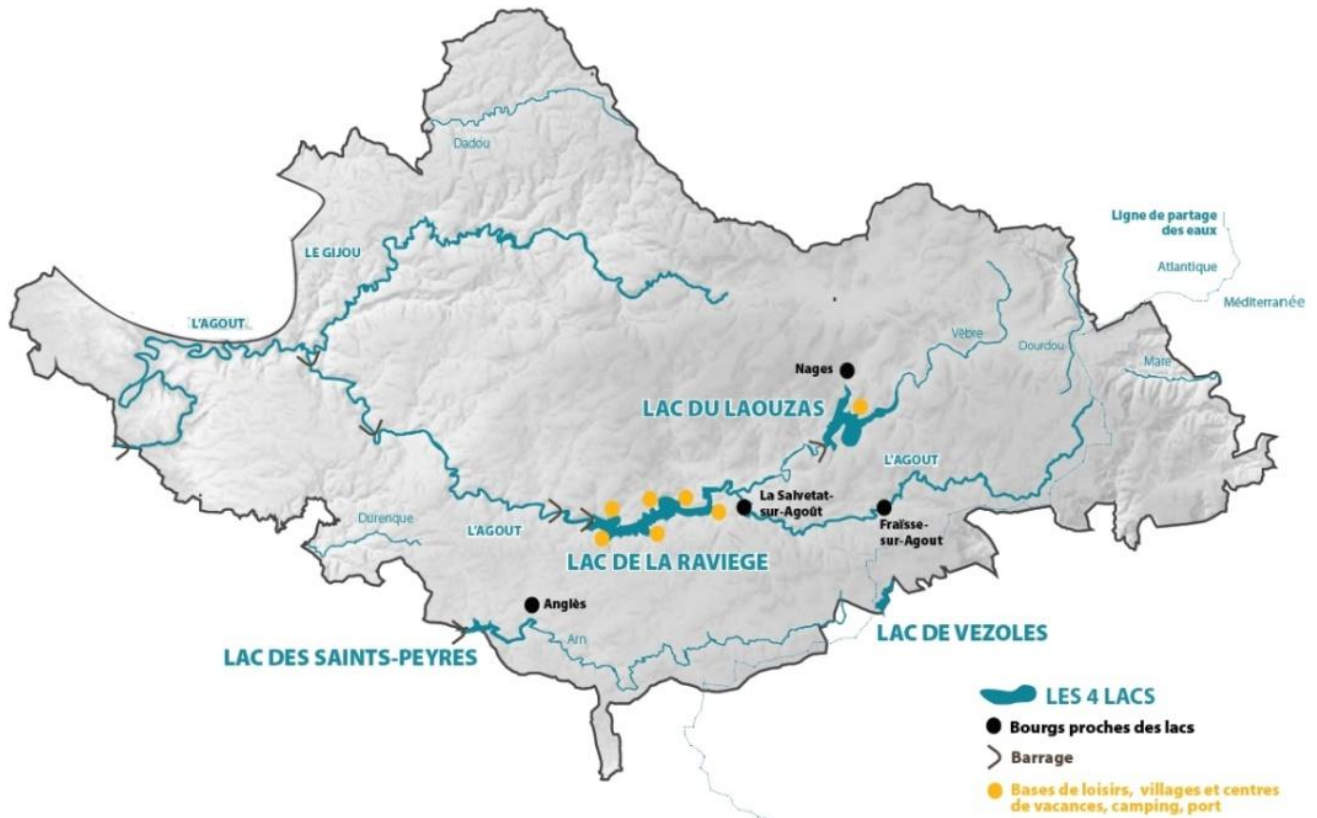 Dadou
Ligne de partage
des eaux
LE GIJOU
Atlantique
Méditerranée
L'AGOUT
Vèbre
Dourdou
Mare
Nages
LAC DU LAOUZAS
L'AGOUT
La Salvetat-
sur-Agoût
Durenque
L'AGOUT
Fraïsse-
sur-Agout
LAC DE LA RAVIEGE
Anglès
Arn
LAC DE VEZOLES
LAC DES SAINTS-PEYRES
LES 4 LACS
Bourgs proches des lacs
Barrage
Bases de loisirs, villages et centres
de vacances, camping, port